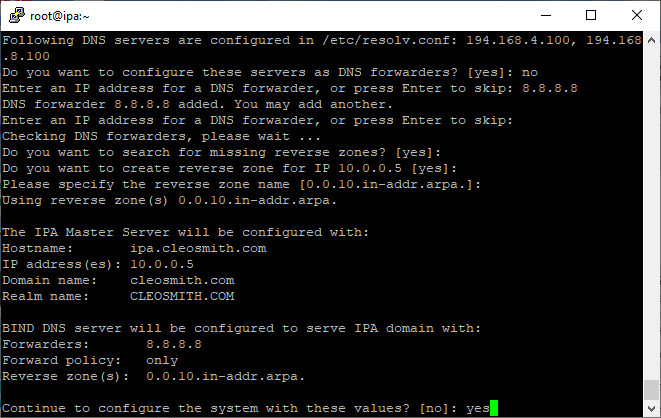 root@ipa:~
Following DNS servers are configured in /etc/resolv.conf: 194.168.4.100, 194.168
.8.100
Do you want to configure these servers as DNS forwarders? [yes]: no
Enter an IP address for a DNS forwarder, or press Enter to skip: 8.8.8.8
DNS forwarder 8.8.8.8 added. You may add another.
Enter an IP address for a DNS forwarder, or press Enter to skip:
Checking DNS forwarders, please wait ...
Do you want to search for missing reverse zones? [yes]:
Do you want to create reverse zone for IP 10.0.0.5 [yes]:
Please specify the reverse zone name [0.0.10.in-addr.arpa.]:
Using reverse zone(s) 0.0.10.in-addr.arpa.
The IPA Master Server will be configured with:
Hostname:       ipa.cleosmith.com
IP address(es): 10.0.0.5
Domain name:    cleosmith.com
Realm name:     CLEOSMITH.COM
BIND DNS server will be configured to serve IPA domain with:
Forwarders:       8.8.8.8
Forward policy:   only
Reverse zone(s):  0.0.10.in-addr.arpa.
Continue to configure the system with these values? [no]: yes